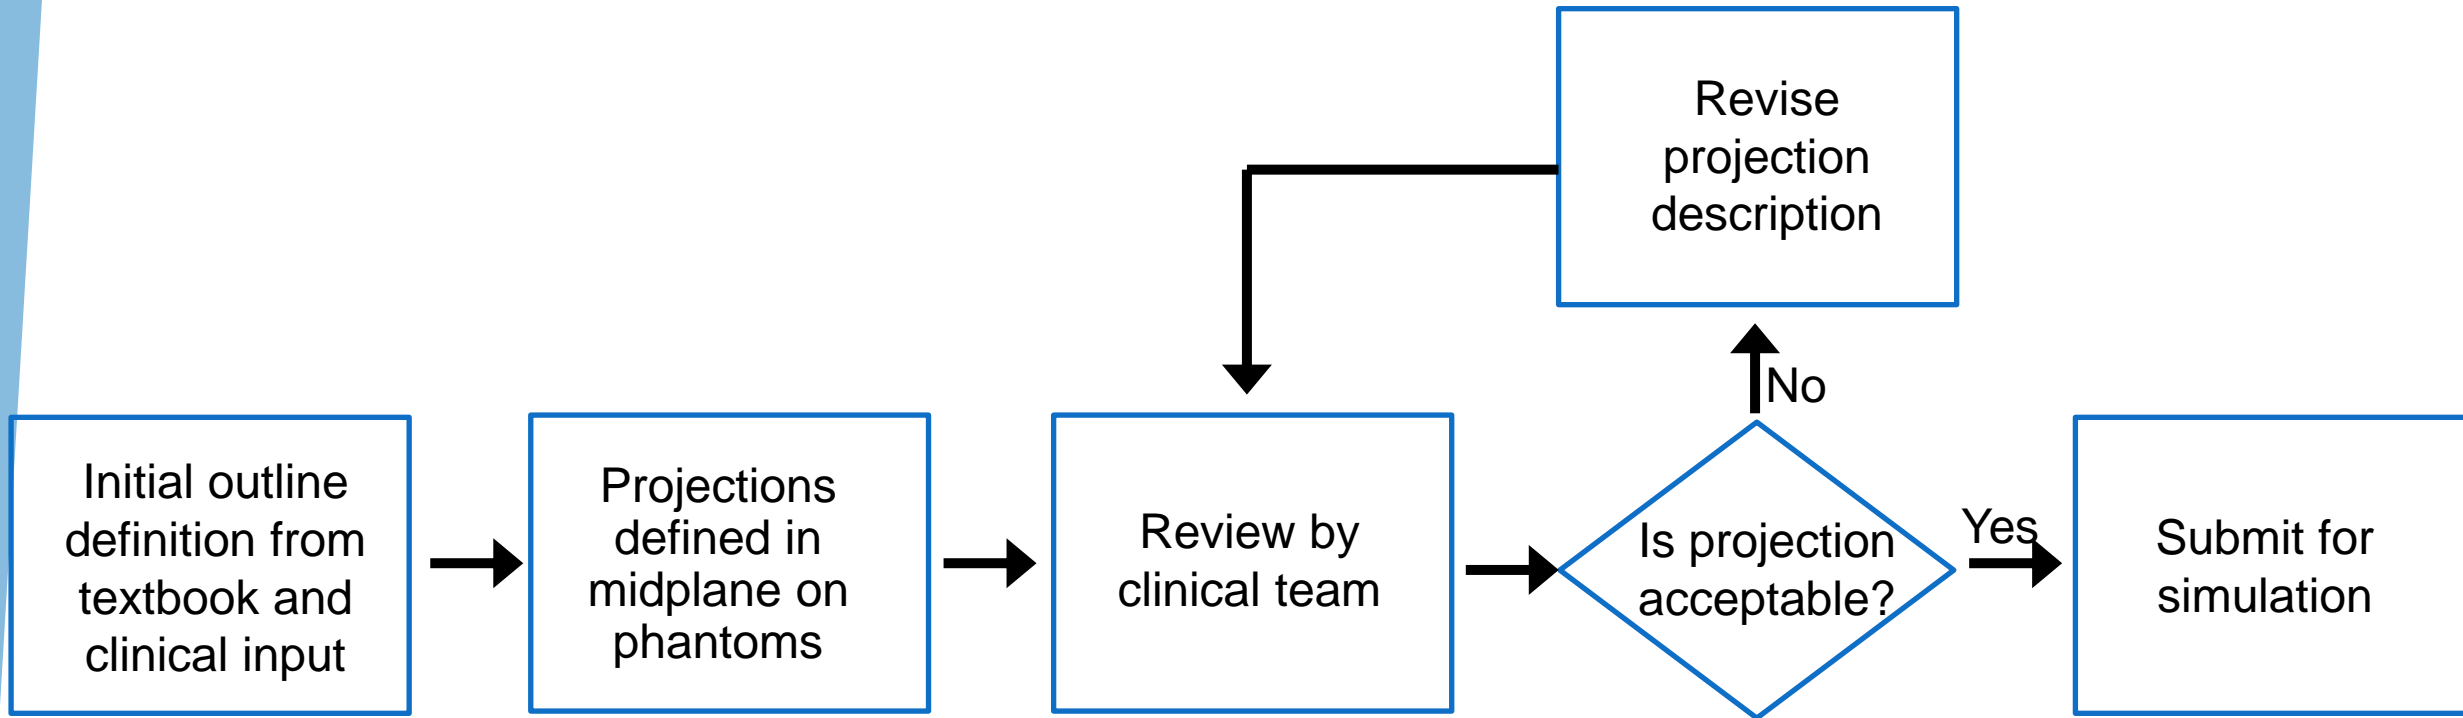 Revise
projection
description
No
Initial outline
definition from
textbook and
clinical input
Projections
defined in
midplane on
phantoms
Review by
clinical team
Is projection
acceptable?
Yes
Submit for
simulation